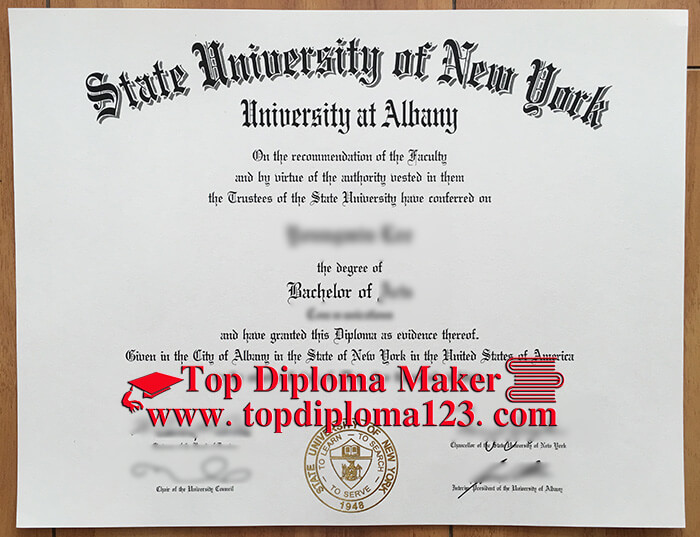 State University of New York
University at Albany
On the recommendation of the Faculty
and by virtue of the authority vested in them
the Trustees of the State University have conferred on
the degree of
Bachelor of
and have granted this Diploma as evidence thereof.
Given in the City of Albany in the State of New York in the United States of America
Top Diploma Maker
www. topdiploma123. com
Chancellor of the State University of New York
Chair of the University Council
STATE UNIVERSITY OF NEW YORK
TO LEARN — TO SEARCH
TO SERVE
1948
Interim President of the University at Albany